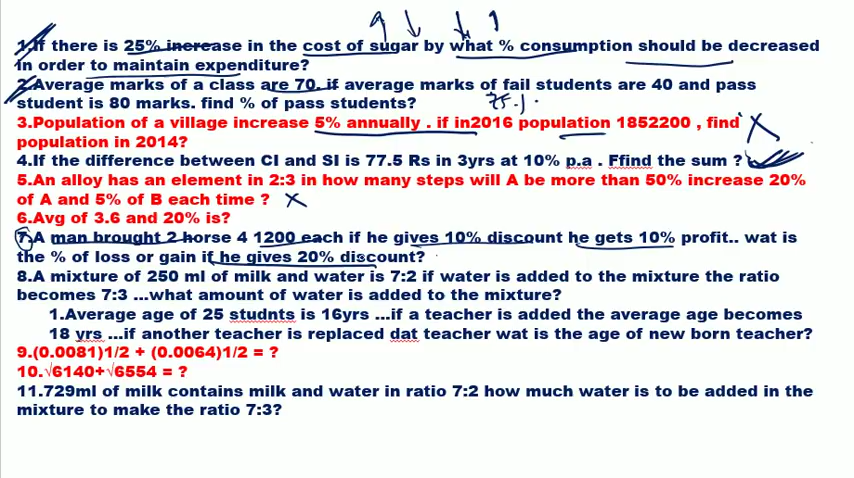 1.If there is 25% increase in the cost of sugar by what % consumption should be decreased
in order to maintain expenditure?
2.Average marks of a class are 70. if average marks of fail students are 40 and pass
student is 80 marks. find % of pass students?
75%.
3.Population of a village increase 5% annually . if in2016 population 1852200 , find
population in 2014?
4.If the difference between CI and SI is 77.5 Rs in 3yrs at 10% p.a . Ffind the sum ?
5.An alloy has an element in 2:3 in how many steps will A be more than 50% increase 20%
of A and 5% of B each time ?
6.Avg of 3.6 and 20% is?
7.A man brought 2 horse 4 1200 each if he gives 10% discount he gets 10% profit.. wat is
the % of loss or gain if he gives 20% discount?
8.A mixture of 250 ml of milk and water is 7:2 if water is added to the mixture the ratio
becomes 7:3 ...what amount of water is added to the mixture?
1.Average age of 25 studnts is 16yrs ...if a teacher is added the average age becomes
18 yrs ...if another teacher is replaced dat teacher wat is the age of new born teacher?
9.(0.0081)1/2 + (0.0064)1/2 = ?
10.√6140+√6554 = ?
11.729ml of milk contains milk and water in ratio 7:2 how much water is to be added in the
mixture to make the ratio 7:3?